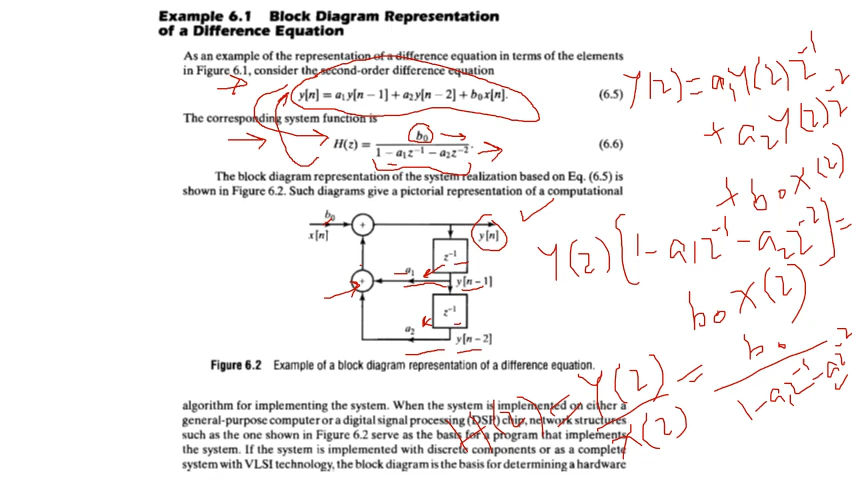 Example 6.1 Block Diagram Representation
of a Difference Equation
As an example of the representation of a difference equation in terms of the elements
in Figure 6.1, consider the second-order difference equation
y[n] = a₁y[n − 1] + a₂y[n − 2] + b₀x[n]. (6.5)
The corresponding system function is
H(z) = b₀ / (1 − a₁z⁻¹ − a₂z⁻²) (6.6)
The block diagram representation of the system realization based on Eq. (6.5) is
shown in Figure 6.2. Such diagrams give a pictorial representation of a computational
b₀
+
x[n]
y[n]
z⁻¹
a₁
+
y[n − 1]
z⁻¹
a₂
y[n − 2]
Figure 6.2 Example of a block diagram representation of a difference equation.
algorithm for implementing the system. When the system is implemented on either a
general-purpose computer or a digital signal processing (DSP) chip, network structures
such as the one shown in Figure 6.2 serve as the basis for a program that implements
the system. If the system is implemented with discrete components or as a complete
system with VLSI technology, the block diagram is the basis for determining a hardware
Y(z) = a₁Y(z)z⁻¹
+ a₂Y(z)z⁻²
+ b₀X(z)
Y(z)[1 − a₁z⁻¹ − a₂z⁻²] =
b₀X(z)
H(z) = Y(z) / X(z) = b₀ / (1 − a₁z⁻¹ − a₂z⁻²)